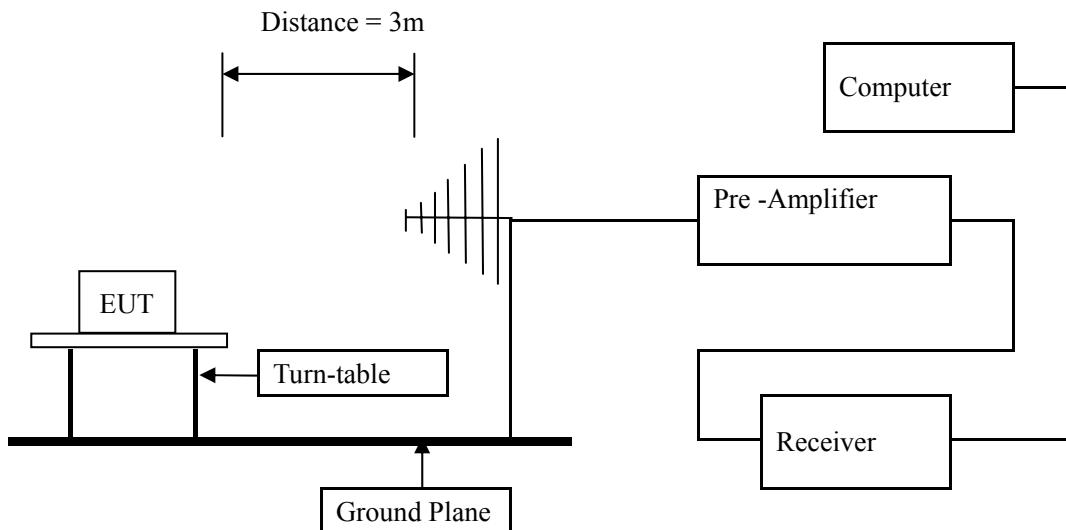 Distance = 3m
Computer
Pre -Amplifier
EUT
Turn-table
Receiver
Ground Plane